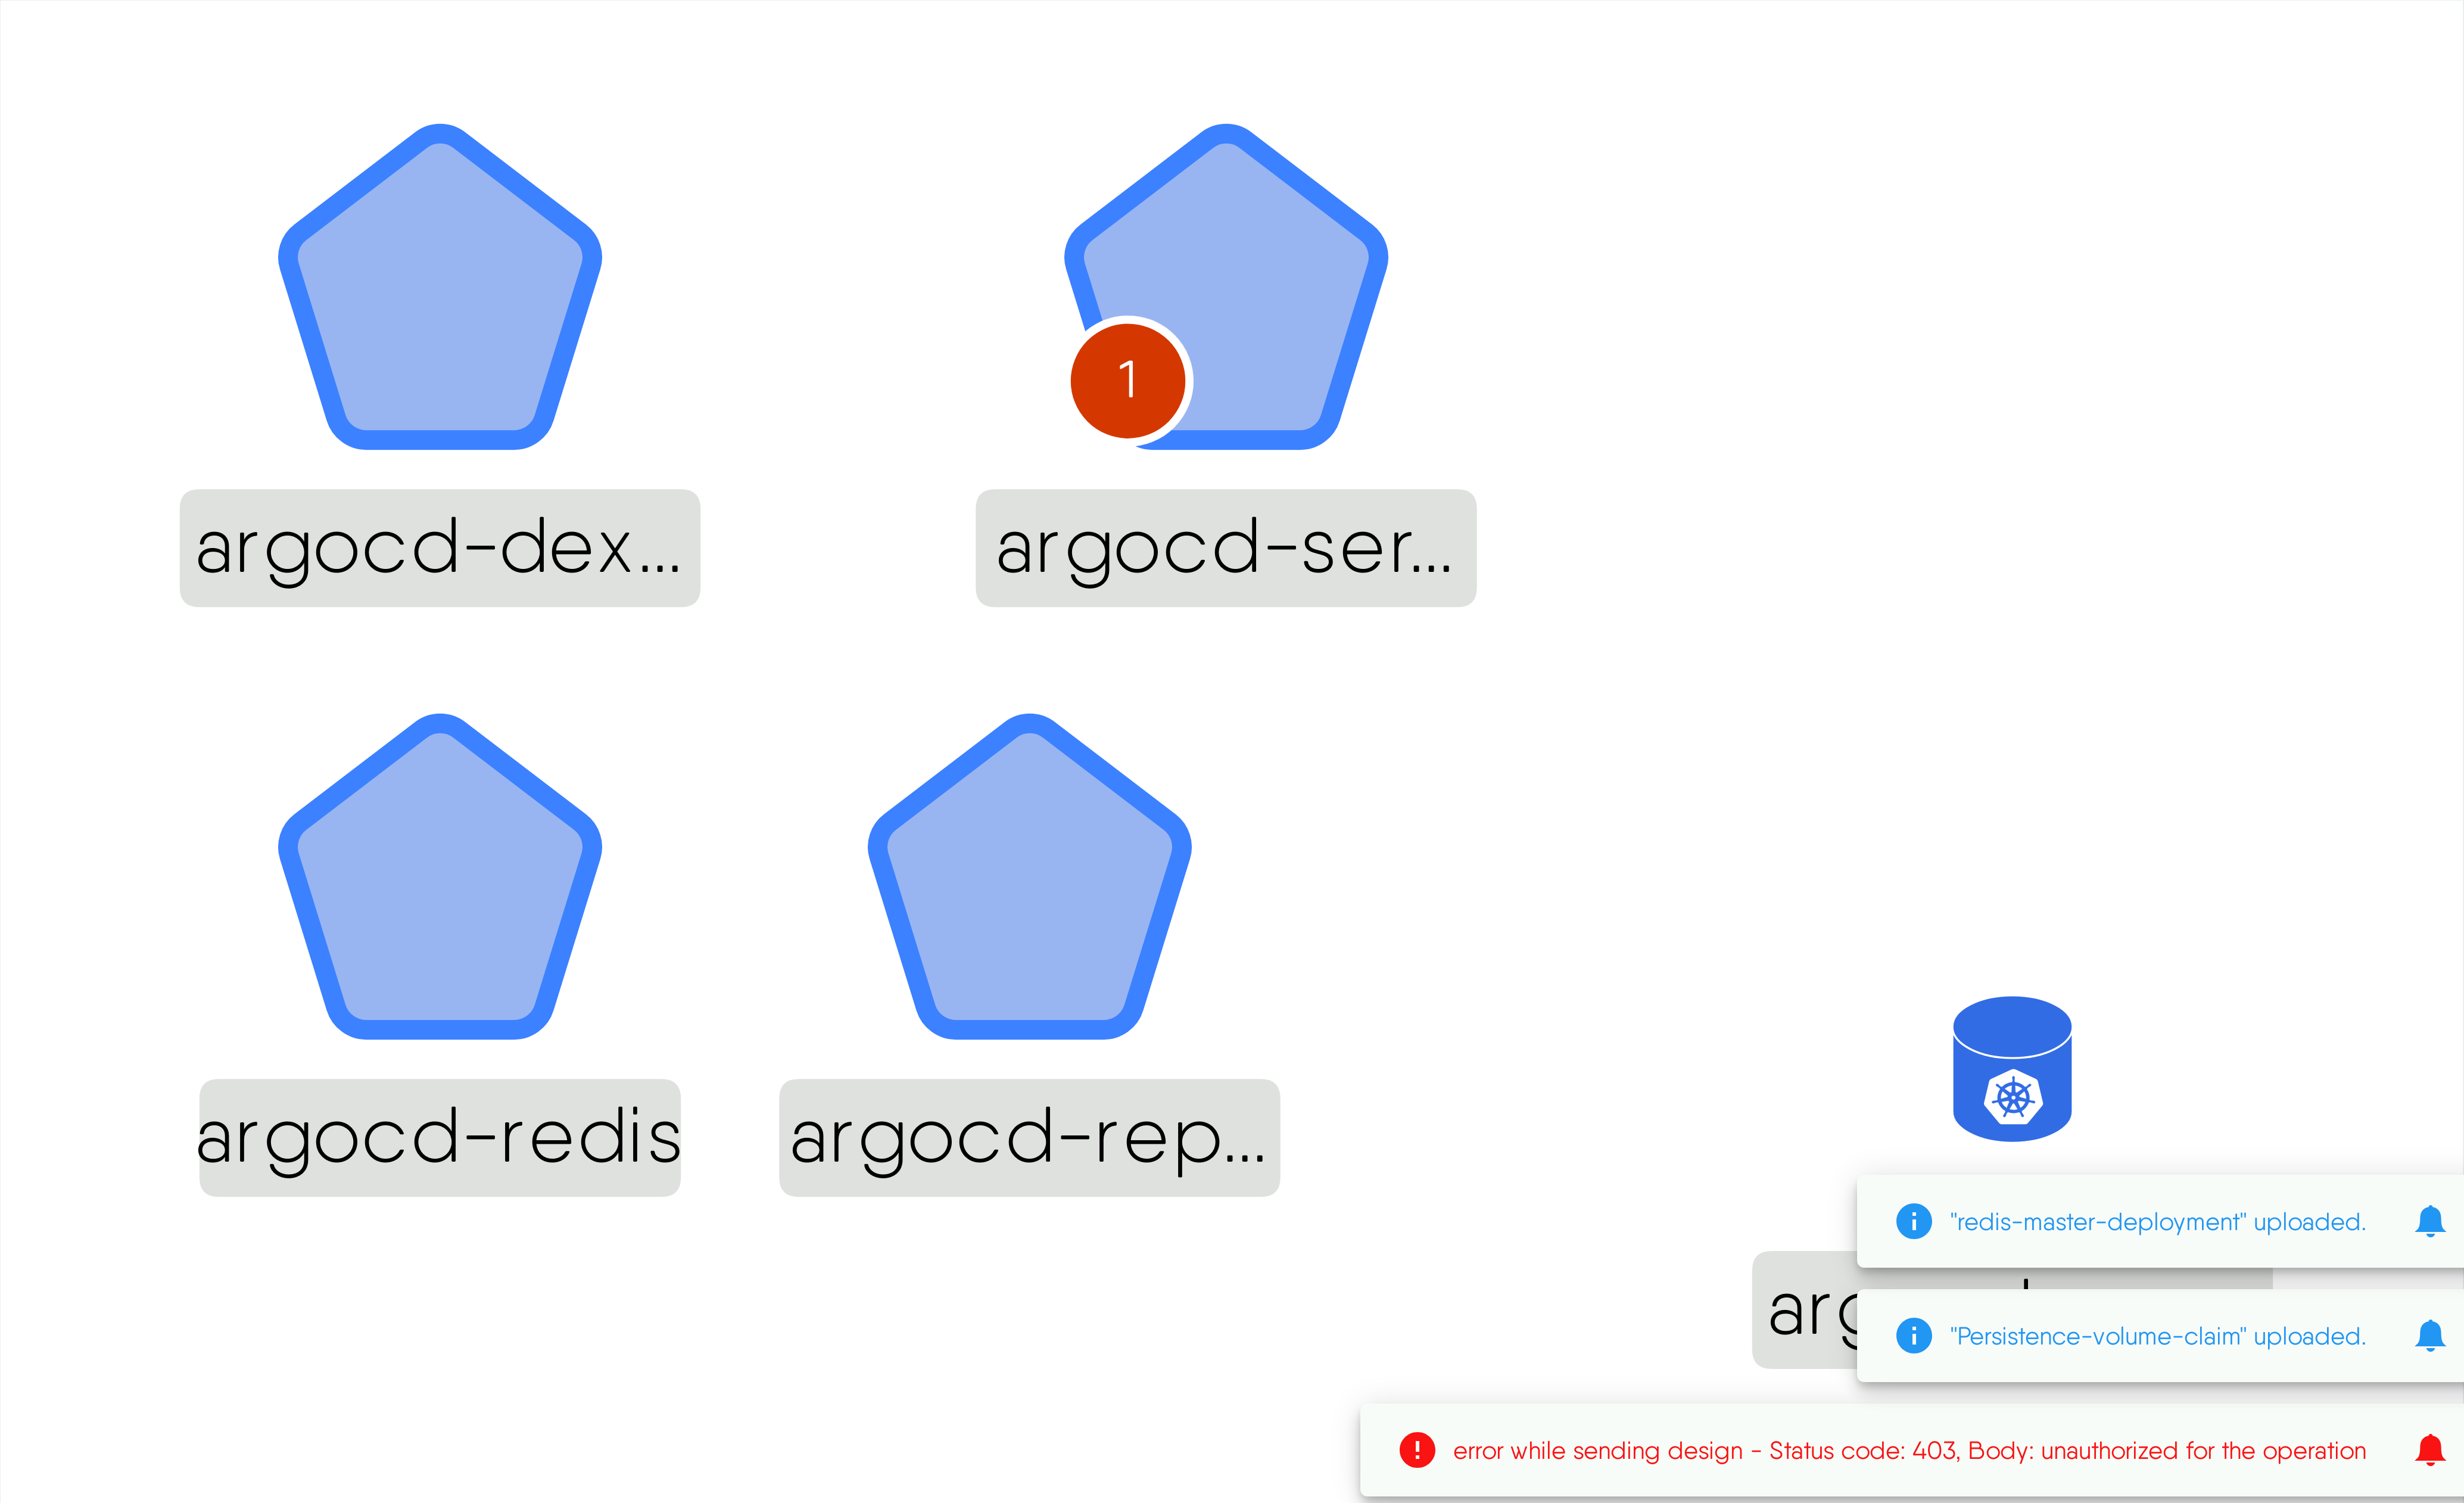 1
argocd-dex...
argocd-ser...
argocd-redis
argocd-rep...
"redis-master-deployment" uploaded.
"Persistence-volume-claim" uploaded.
error while sending design - Status code: 403, Body: unauthorized for the operation